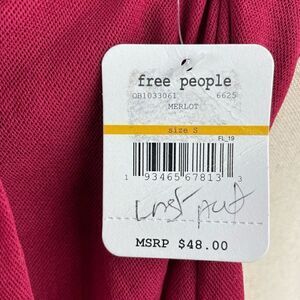 free people
OB1033061 6625
MERLOT
size S
FL_19
1 93465 67813 3
MSRP $48.00